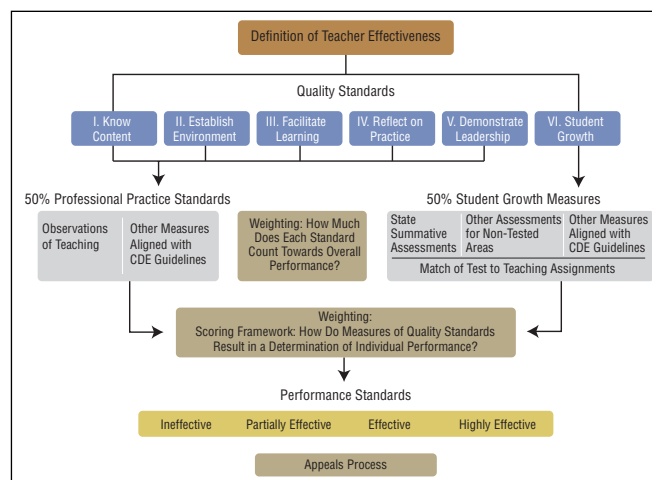 Definition of Teacher Effectiveness
Quality Standards
I. Know
Content
II. Establish
Environment
III. Facilitate
Learning
IV. Reflect on
Practice
V. Demonstrate
Leadership
VI. Student
Growth
50% Professional Practice Standards
50% Student Growth Measures
Observations
of Teaching
Other Measures
Aligned with
CDE Guidelines
Weighting: How Much
Does Each Standard
Count Towards Overall
Performance?
State
Summative
Assessments
Other Assessments
for Non-Tested
Areas
Other Measures
Aligned with
CDE Guidelines
Match of Test to Teaching Assignments
Weighting:
Scoring Framework: How Do Measures of Quality Standards
Result in a Determination of Individual Performance?
Performance Standards
Ineffective
Partially Effective
Effective
Highly Effective
Appeals Process